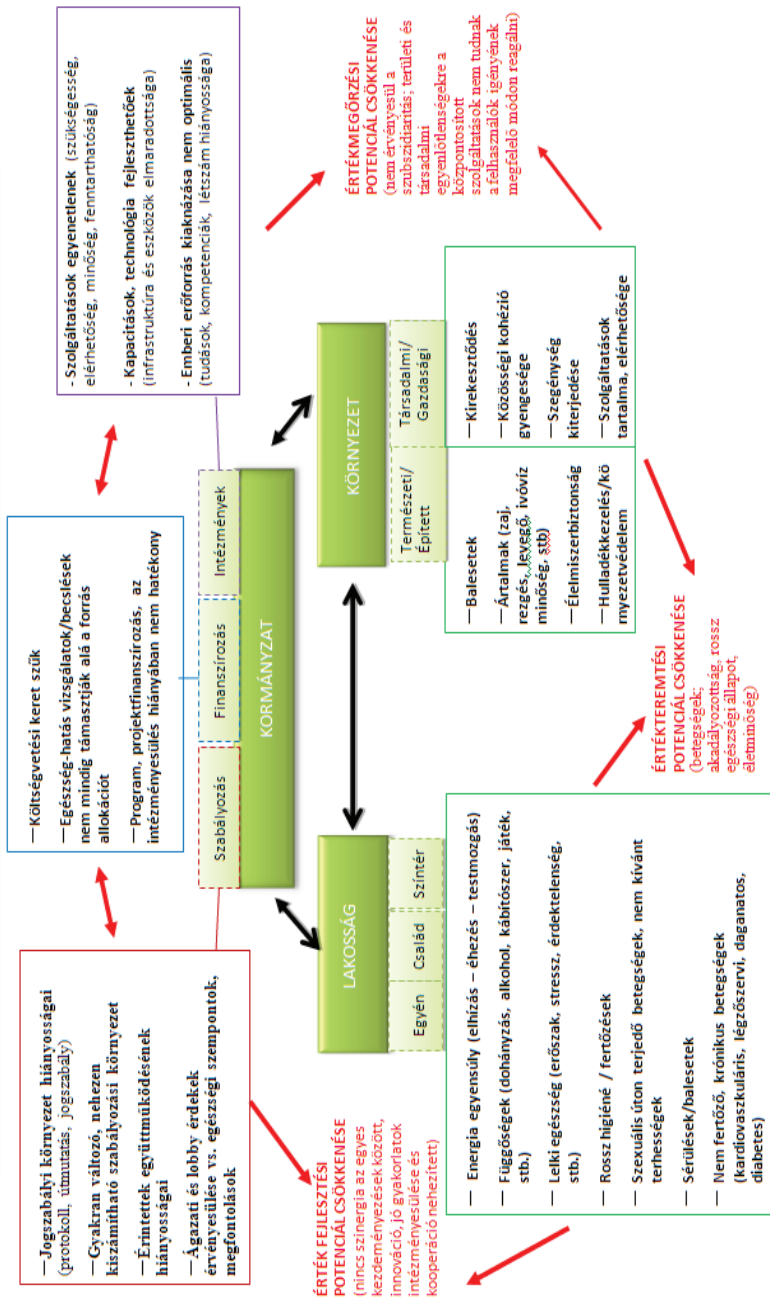 —Jogszabályi környezet hiányosságai
(protokoll, útmutatás, jogszabály)
—Gyakran változó, nehezen
kiszámítható szabályozási környezet
—Érintettek együttműködésének
hiányosságai
—Ágazati és lobby érdekek
érvényesülése vs. egészségi szempontok,
megfontolások
—Költségvetési keret szűk
—Egészség-hatás vizsgálatok/becslések
nem mindig támasztják alá a forrás
allokációt
—Program, projektfinanszírozás, az
intézményesülés hiányában nem hatékony
- Szolgáltatások egyenetlenek (szükségesség,
elérhetőség, minőség, fenntarthatóság)
- Kapacitások, technológia fejleszthetőek
(infrastruktúra és eszközök elmaradottsága)
- Emberi erőforrás kiaknázása nem optimális
(tudások, kompetenciák, létszám hiányossága)
Szabályozás
Finanszírozás
Intézmények
KORMÁNYZAT
ÉRTÉK FEJLESZTÉSI
POTENCIÁL CSÖKKENÉSE
(nincs szinergia az egyes
kezdeményezések között,
innováció, jó gyakorlatok
intézményesülése és
kooperáció nehezített)
LAKOSSÁG
Egyén
Család
Színtér
KÖRNYEZET
Természeti/
Épített
Társadalmi/
Gazdasági
ÉRTÉKMEGŐRZÉSI
POTENCIÁL CSÖKKENÉSE
(nem érvényesül a
szubszidiaritás; területi és
társadalmi
egyenlőtlenségekre a
központosított
szolgáltatások nem tudnak
a felhasználók igényének
megfelelő módon reagálni)
— Energia egyensúly (elhízás – éhezés – testmozgás)
— Függőségek (dohányzás, alkohol, kábítószer, játék,
stb.)
— Lelki egészség (erőszak, stressz, érdektelenség,
stb.)
— Rossz higiéné / fertőzések
— Szexuális úton terjedő betegségek, nem kívánt
terhességek
— Sérülések/balesetek
— Nem fertőző, krónikus betegségek
(kardiovaszkuláris, légzőszervi, daganatos,
diabetes)
—Balesetek
—Ártalmak (zaj,
rezgés, levegő, ivóvíz
minőség, stb)
—Élelmiszerbiztonság
—Hulladékkezelés/kö
rnyezetvédelem
—Kirekesztődés
—Közösségi kohézió
gyengesége
—Szegénység
kiterjedése
—Szolgáltatások
tartalma, elérhetősége
ÉRTÉKTEREMTÉSI
POTENCIÁL CSÖKKENÉSE
(betegségek;
akadályozottság, rossz
egészségi állapot,
életminőség)